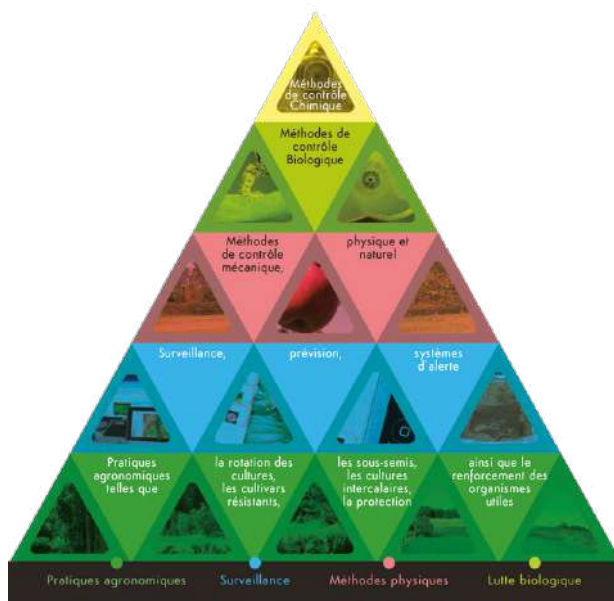 Méthodes
de contrôle
Chimique
Méthodes de
contrôle
Biologique
Méthodes
de contrôle
mécanique,
physique et
naturel
Surveillance,
prévision,
systèmes
d'alerte
Pratiques
agronomiques
telles que
la rotation des
cultures,
les cultivars
résistants,
les sous-semis,
les cultures
intercalaires,
la protection
ainsi que le
renforcement des
organismes
utiles
Pratiques agronomiques
Surveillance
Méthodes physiques
Lutte biologique